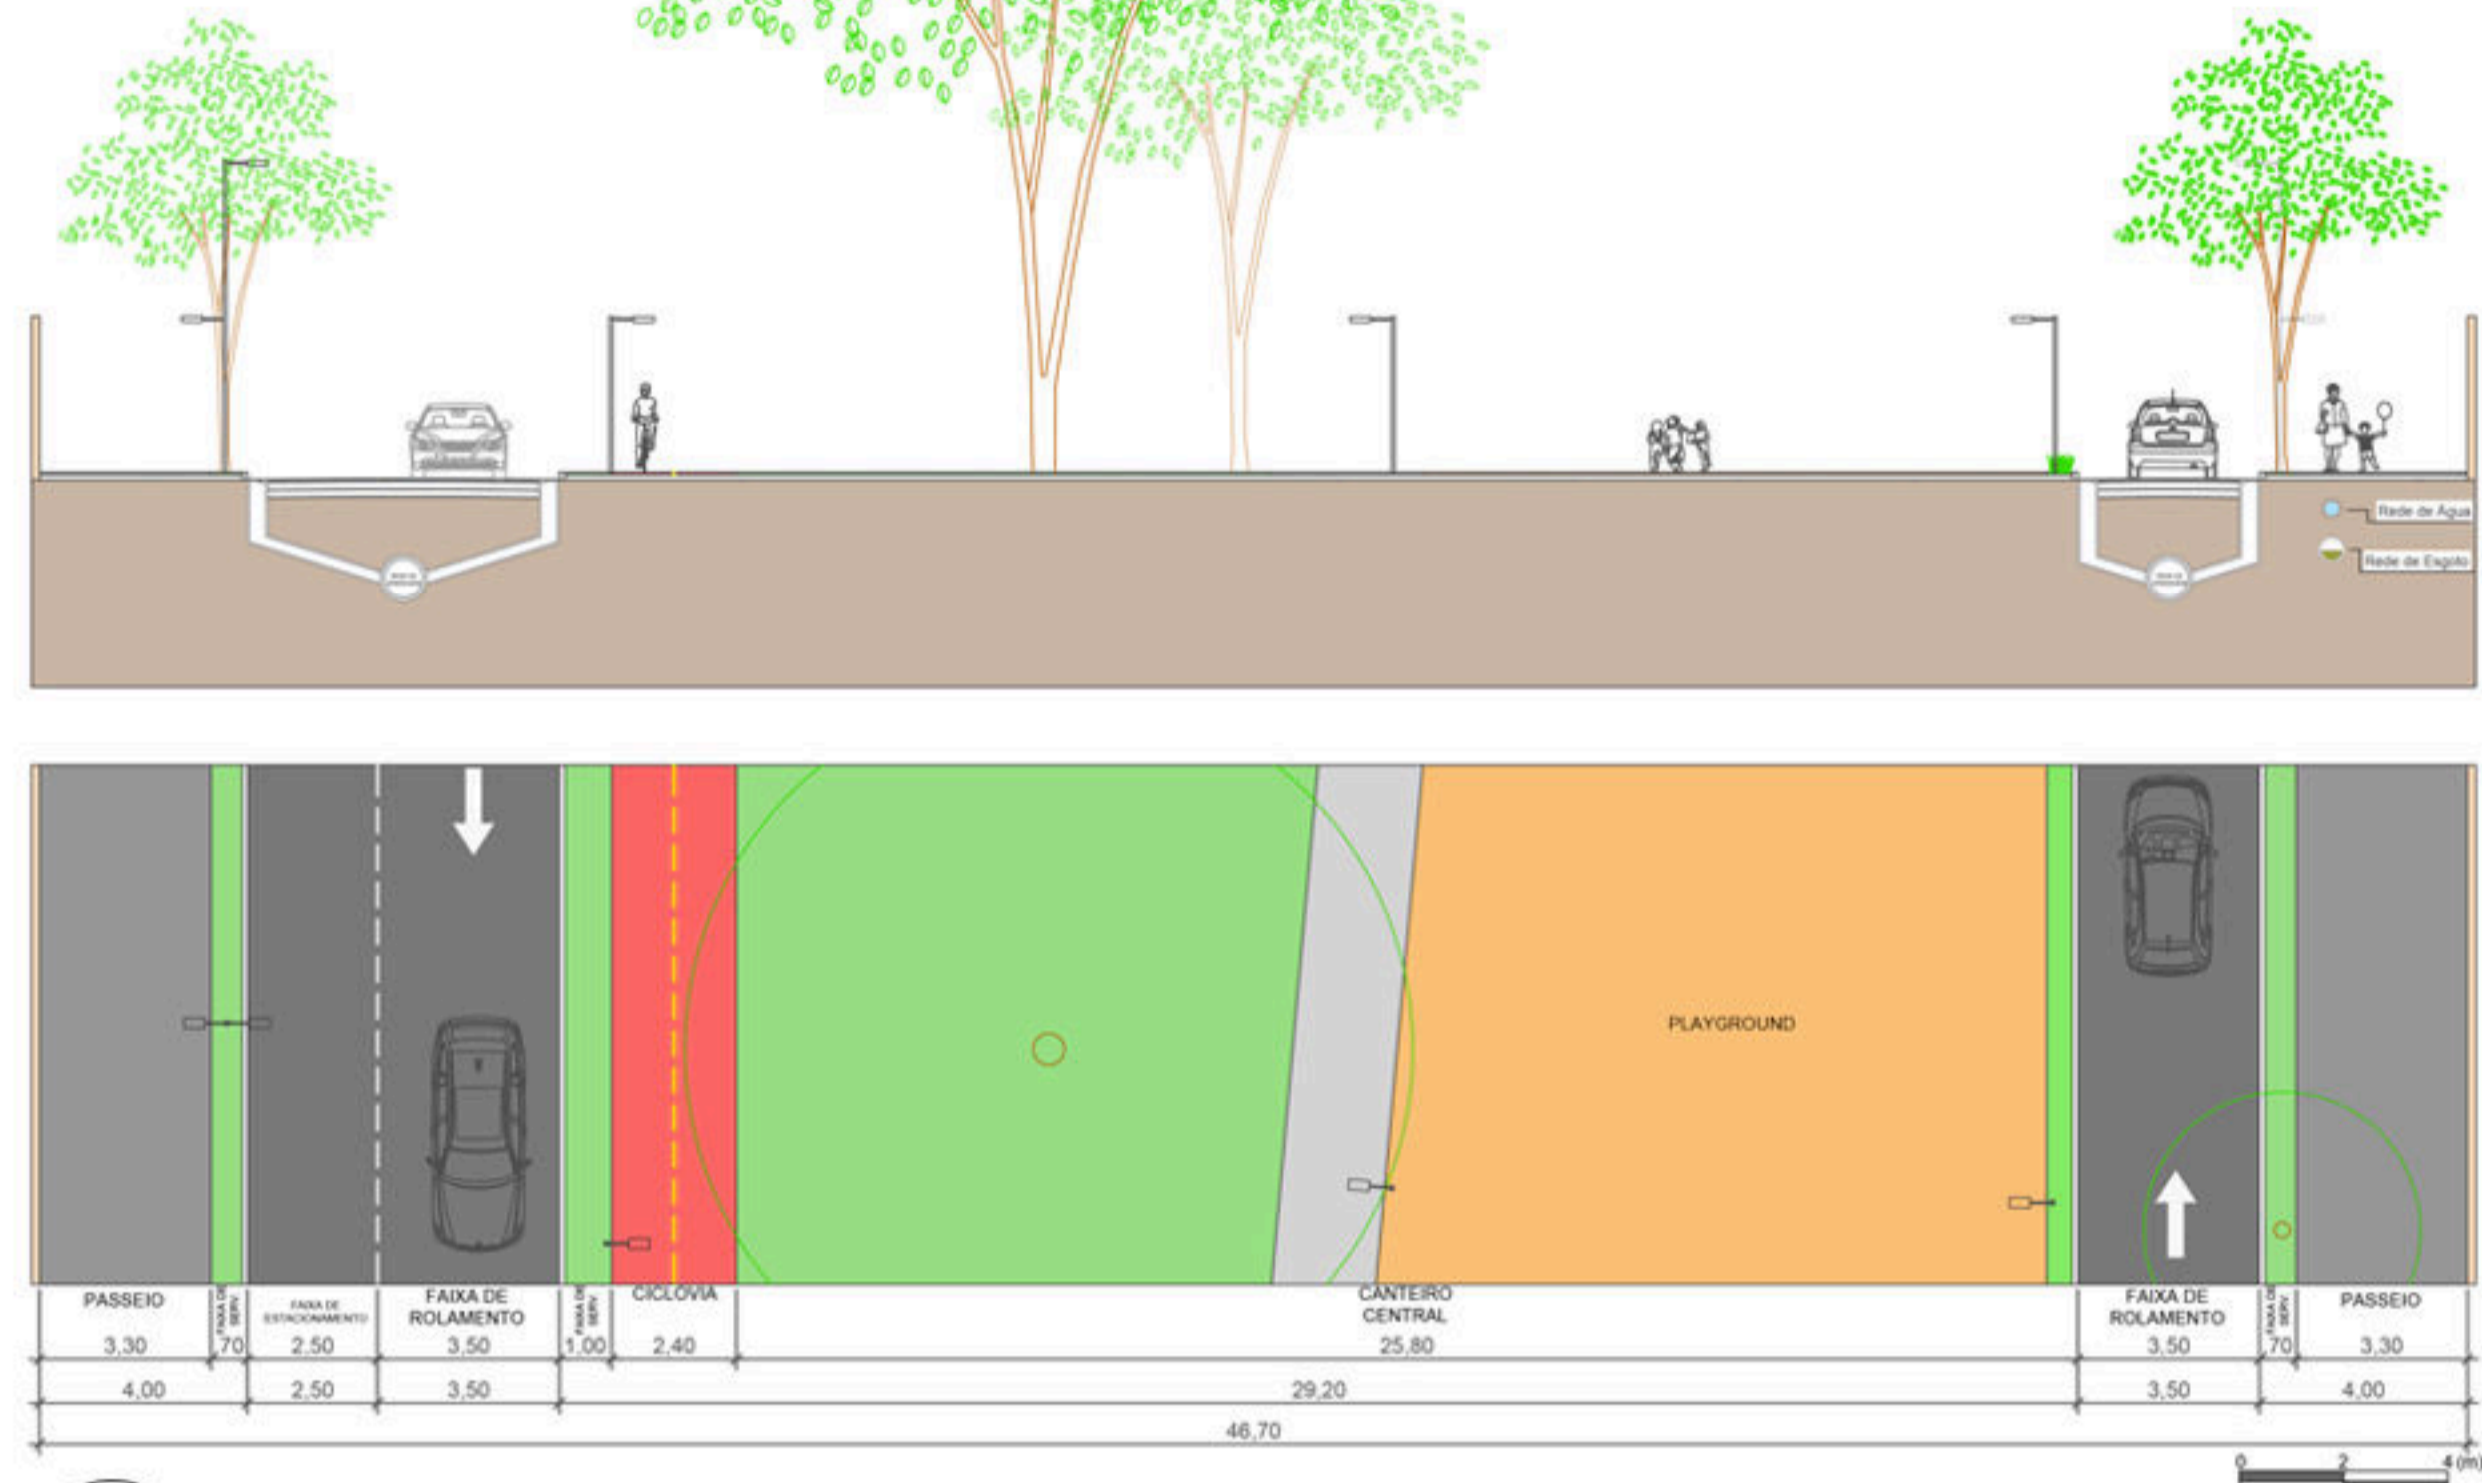 Rede de Água
Rede de Esgoto
PLAYGROUND
PASSEIO
FAIXA DE
SERV.
FAIXA DE
ESTACIONAMENTO
FAIXA DE
ROLAMENTO
FAIXA DE
SERV.
CICLOVIA
CANTEIRO
CENTRAL
FAIXA DE
ROLAMENTO
FAIXA DE
SERV.
PASSEIO
3,30 ,70 2,50 3,50 1,00 2,40 25,80 3,50 ,70 3,30
4,00 2,50 3,50 29,20 3,50 4,00
46,70
0 2 4 (m)